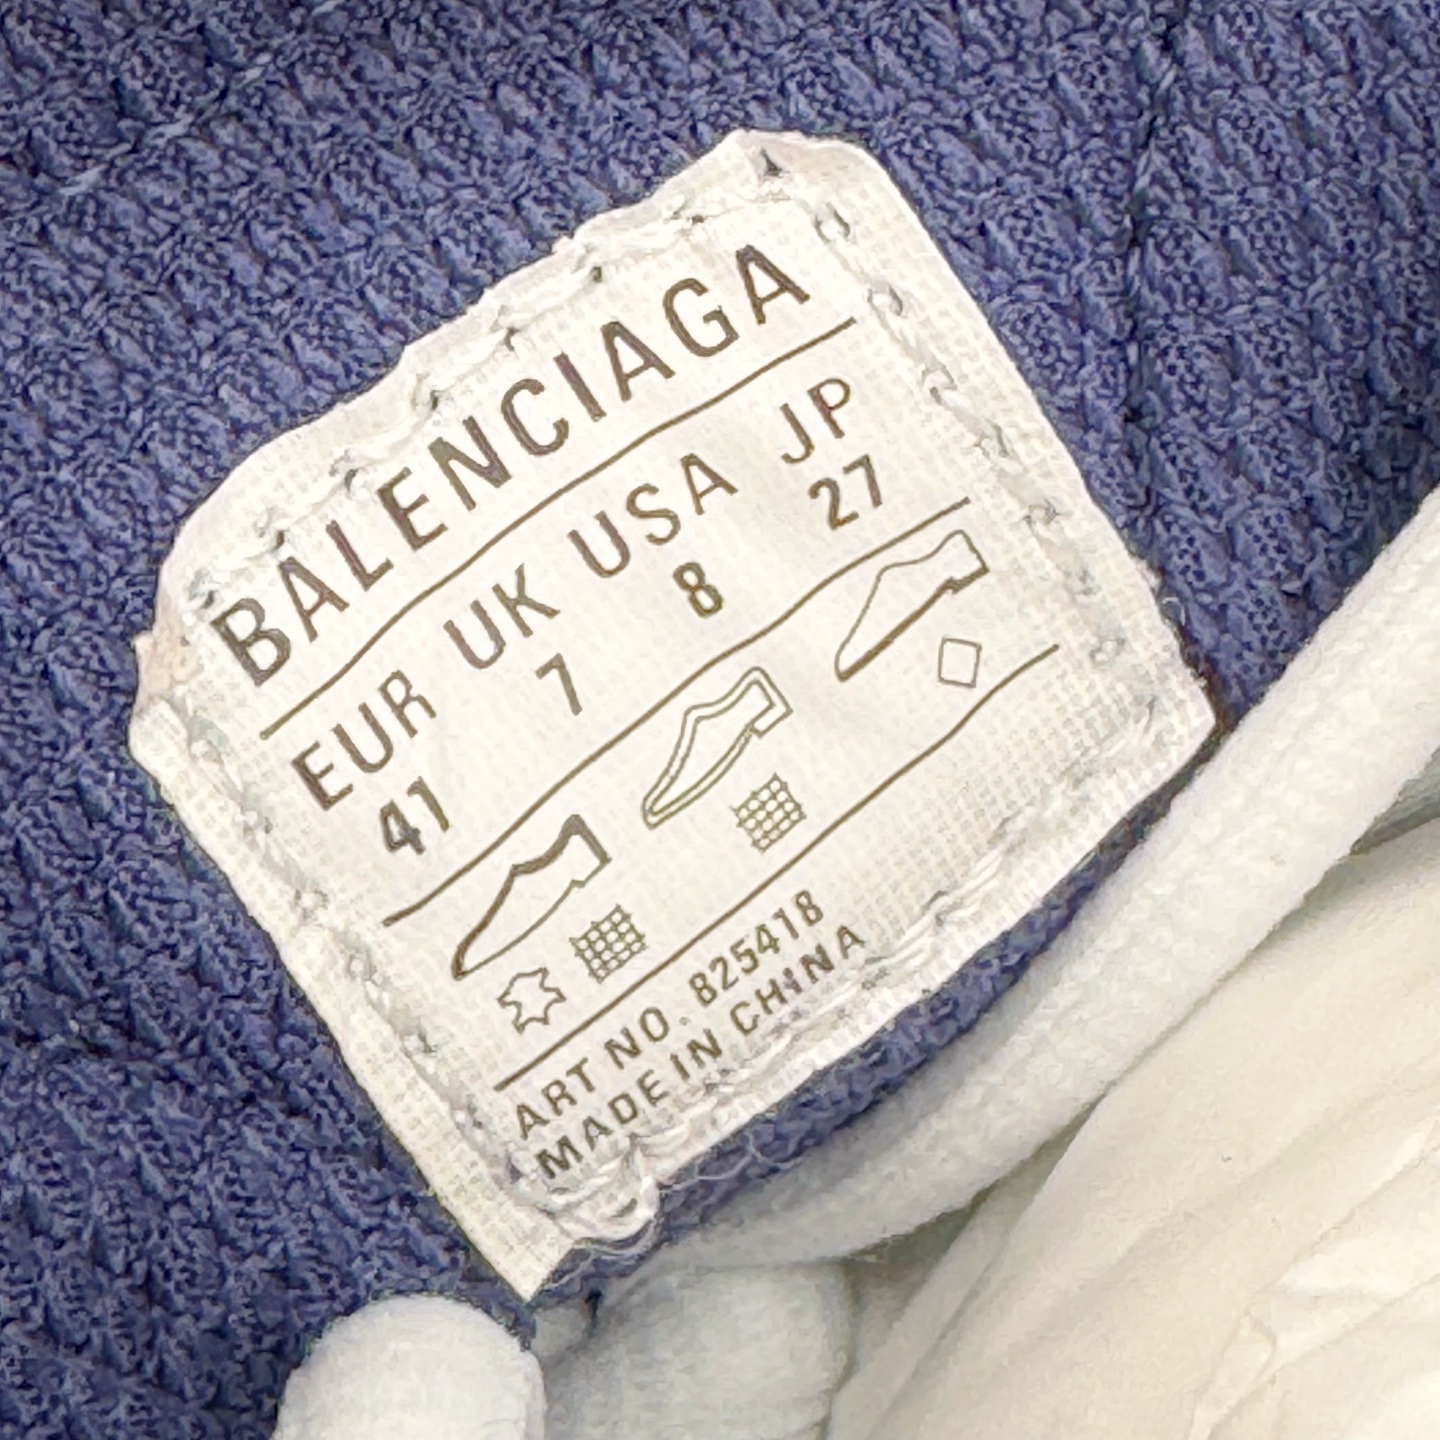 BALENCIAGA
EUR UK USA JP
41 7 8 27
ART NO. 825418
MADE IN CHINA